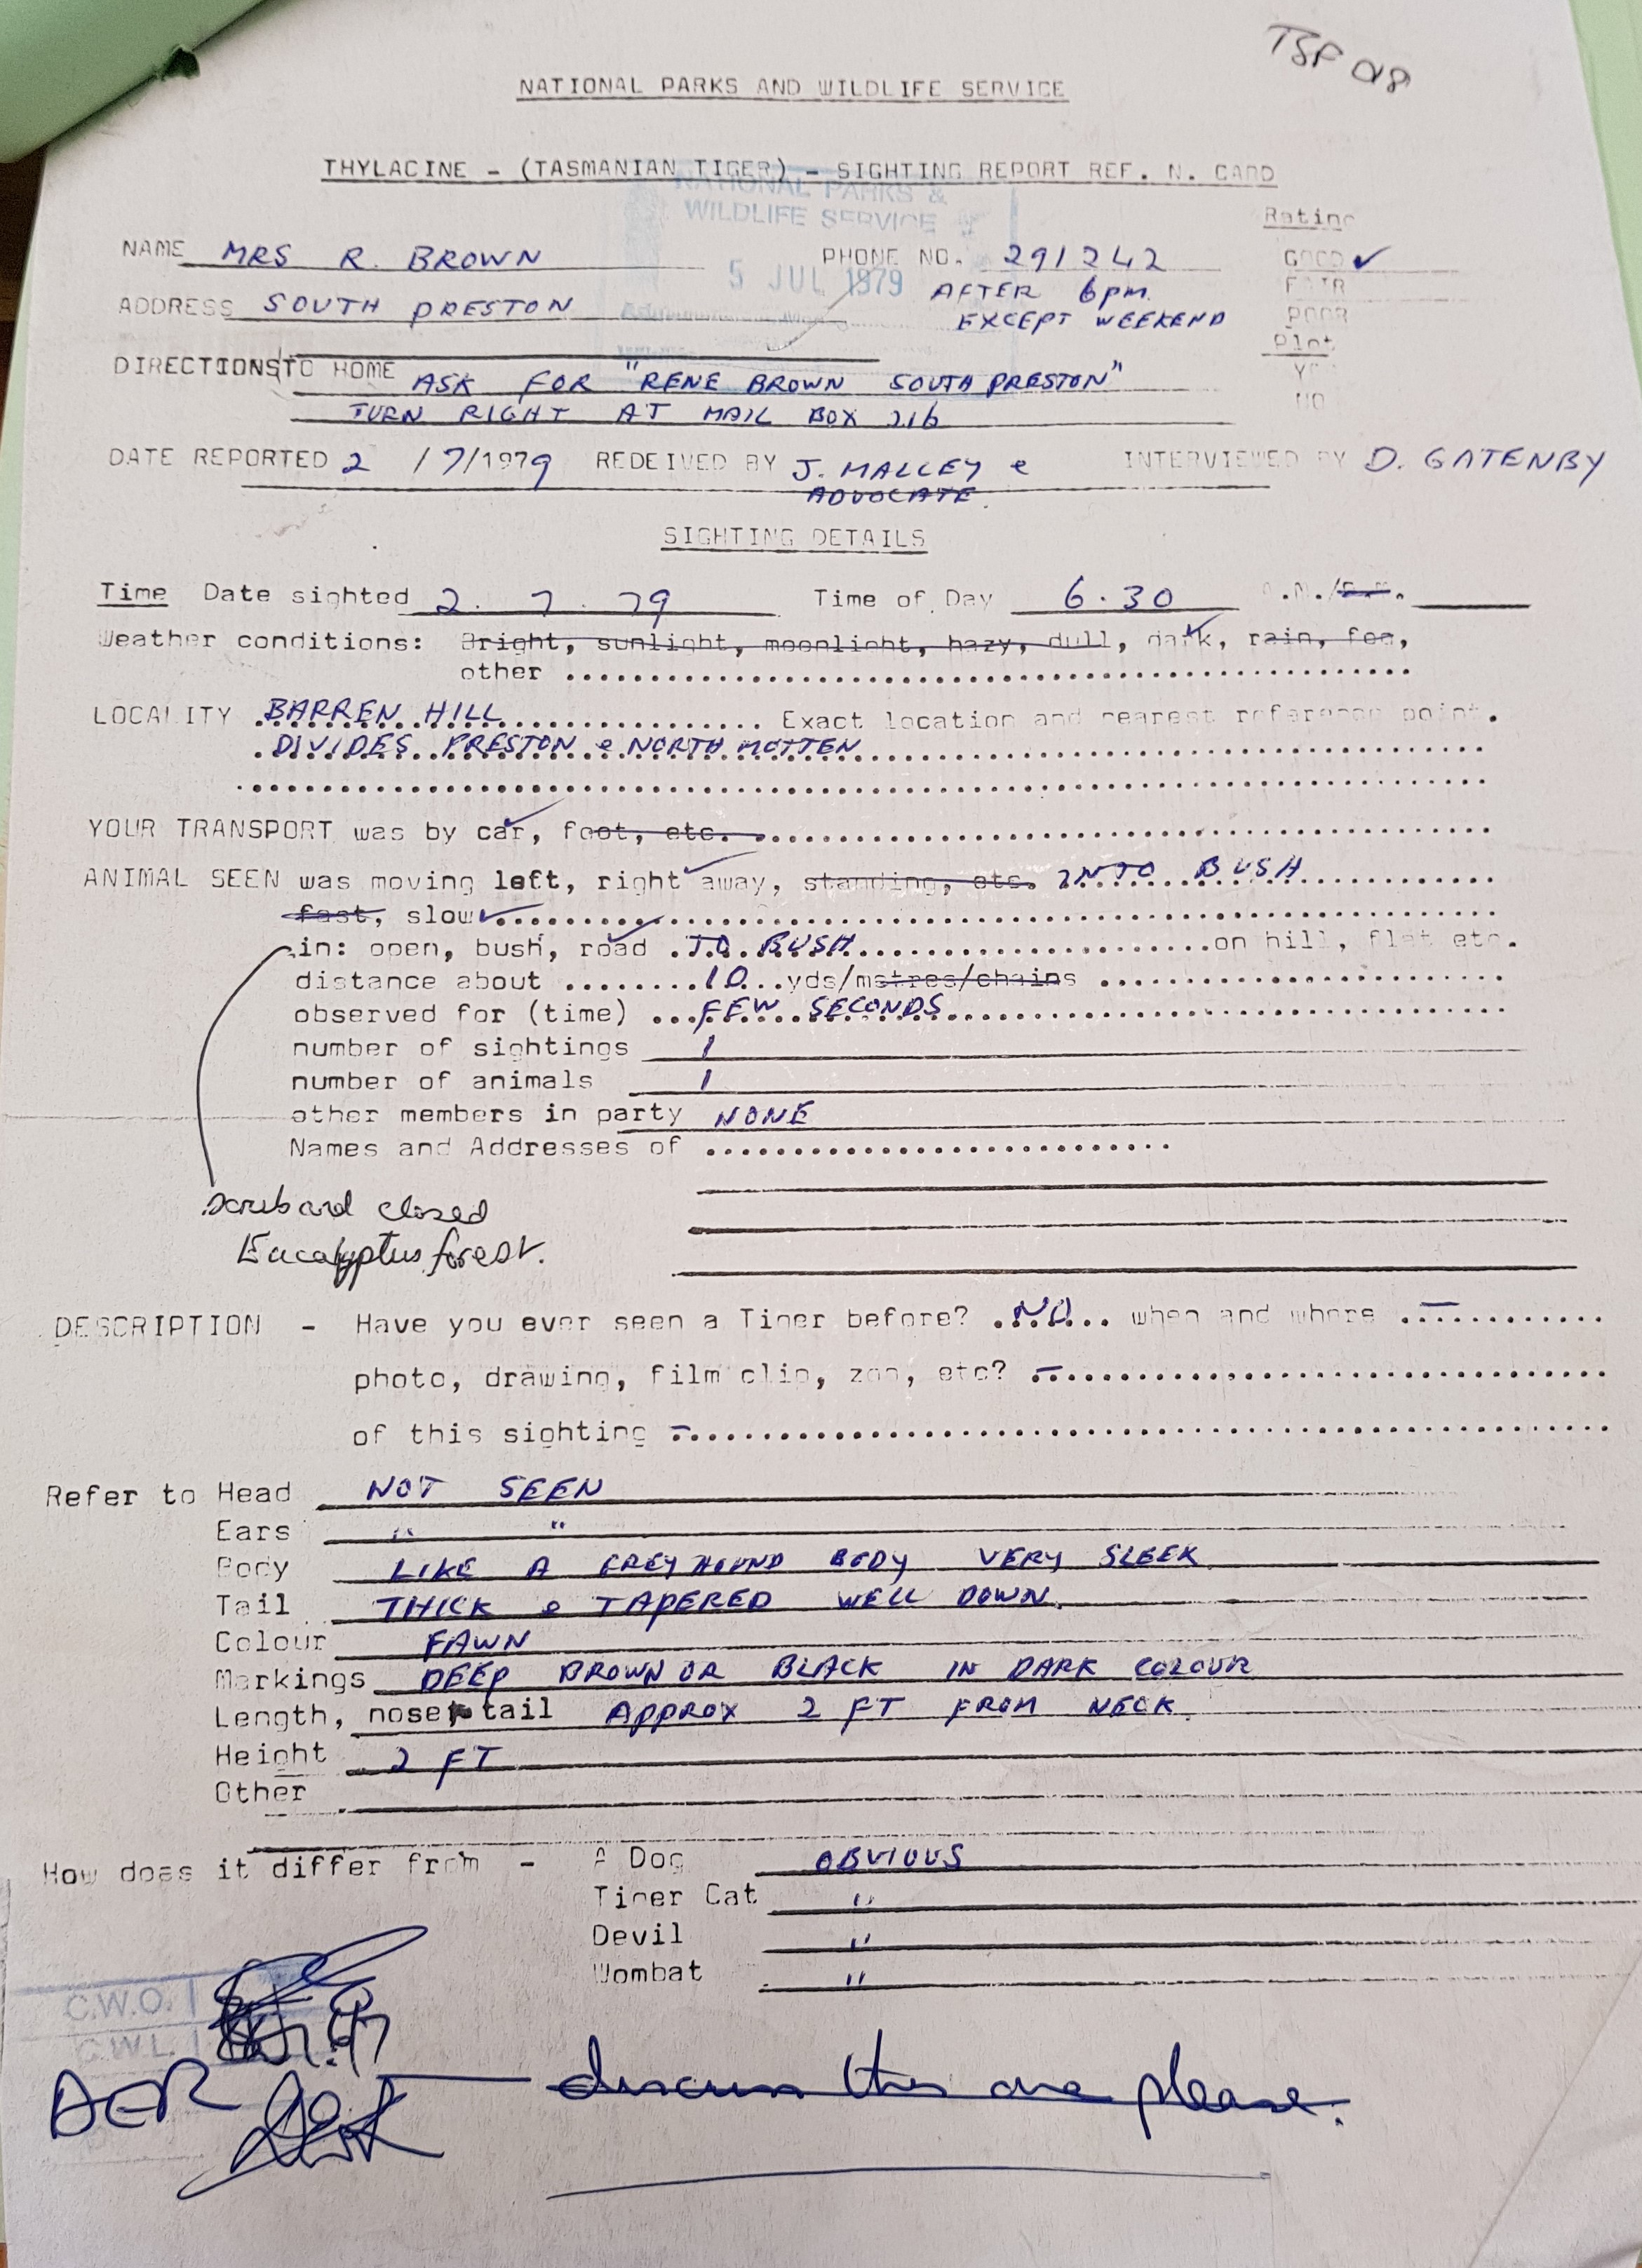 TSF 018
NATIONAL PARKS AND WILDLIFE SERVICE
THYLACINE - (TASMANIAN TIGER) - SIGHTING REPORT REF. N. CARD
NATIONAL PARKS &
WILDLIFE SERVICE
5 JUL 1979
Rating
NAME MRS R. BROWN PHONE NO. 291242 GOOD ✓
AFTER 6pm. FAIR
ADDRESS SOUTH PRESTON EXCEPT WEEKEND POOR
Plot
DIRECTIONS TO HOME ASK FOR "RENE BROWN SOUTH PRESTON" YES
TURN RIGHT AT MAIL BOX 216 NO
DATE REPORTED 2 /7/1979 REDEIVED BY J. MALLEY e INTERVIEWED BY D. GATENBY
ADVOCATE.
SIGHTING DETAILS
Time Date sighted 2. 7. 79 Time of Day 6.30 A.M./P.M.
Weather conditions: Bright, sunlight, moonlight, hazy, dull, dark, rain, fog,
other
LOCALITY BARREN HILL Exact location and nearest reference point.
DIVIDES PRESTON e NORTH MOTTEN
YOUR TRANSPORT was by car, foot, etc.
ANIMAL SEEN was moving left, right ✓ away, standing, etc. INTO BUSH
fast, slow ✓
in: open, bush, road TO BUSH on hill, flat etc.
distance about 10 yds/metres/chains
observed for (time) FEW SECONDS
number of sightings 1
number of animals 1
other members in party NONE
Names and Addresses of
scrub and closed
Eucalyptus forest.
DESCRIPTION - Have you ever seen a Tiger before? NO when and where –
photo, drawing, film clip, zoo, etc? –
of this sighting –
Refer to Head NOT SEEN
Ears " "
Body LIKE A GREYHOUND BODY VERY SLEEK
Tail THICK e TAPERED WELL DOWN.
Colour FAWN
Markings DEEP BROWN OR BLACK IN DARK COLOUR
Length, nose tail APPROX 2 FT FROM NECK.
Height 2 FT
Other
How does it differ from - A Dog OBVIOUS
Tiger Cat "
Devil "
Wombat "
C.W.O.
C.W.L.
DER — discuss this one please.